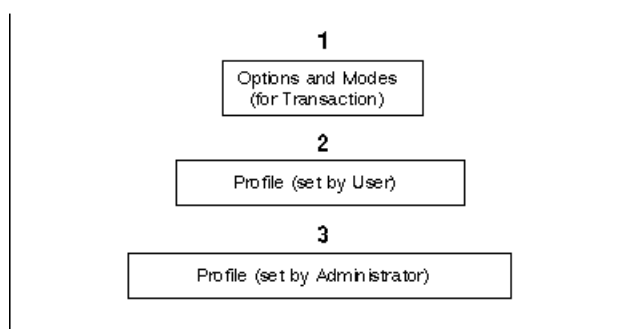 1
Options and Modes
(for Transaction)
2
Profile (set by User)
3
Profile (set by Administrator)